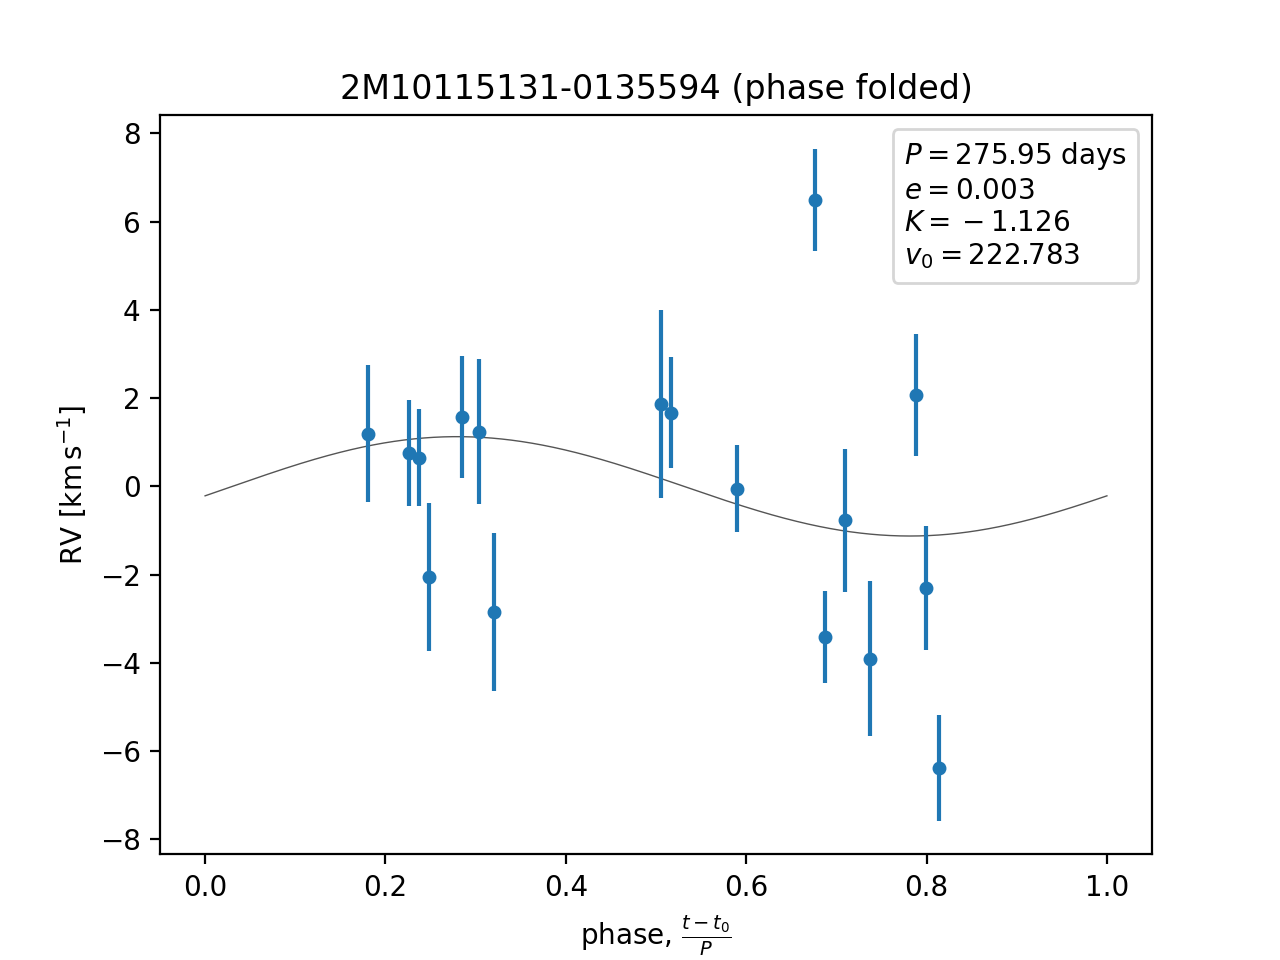 2M10115131-0135594 (phase folded)
P = 275.95 days
e = 0.003
K = −1.126
v₀ = 222.783
8
6
4
2
0
−2
−4
−6
−8
RV [km s⁻¹]
0.0 0.2 0.4 0.6 0.8 1.0
phase, (t − t₀)/P